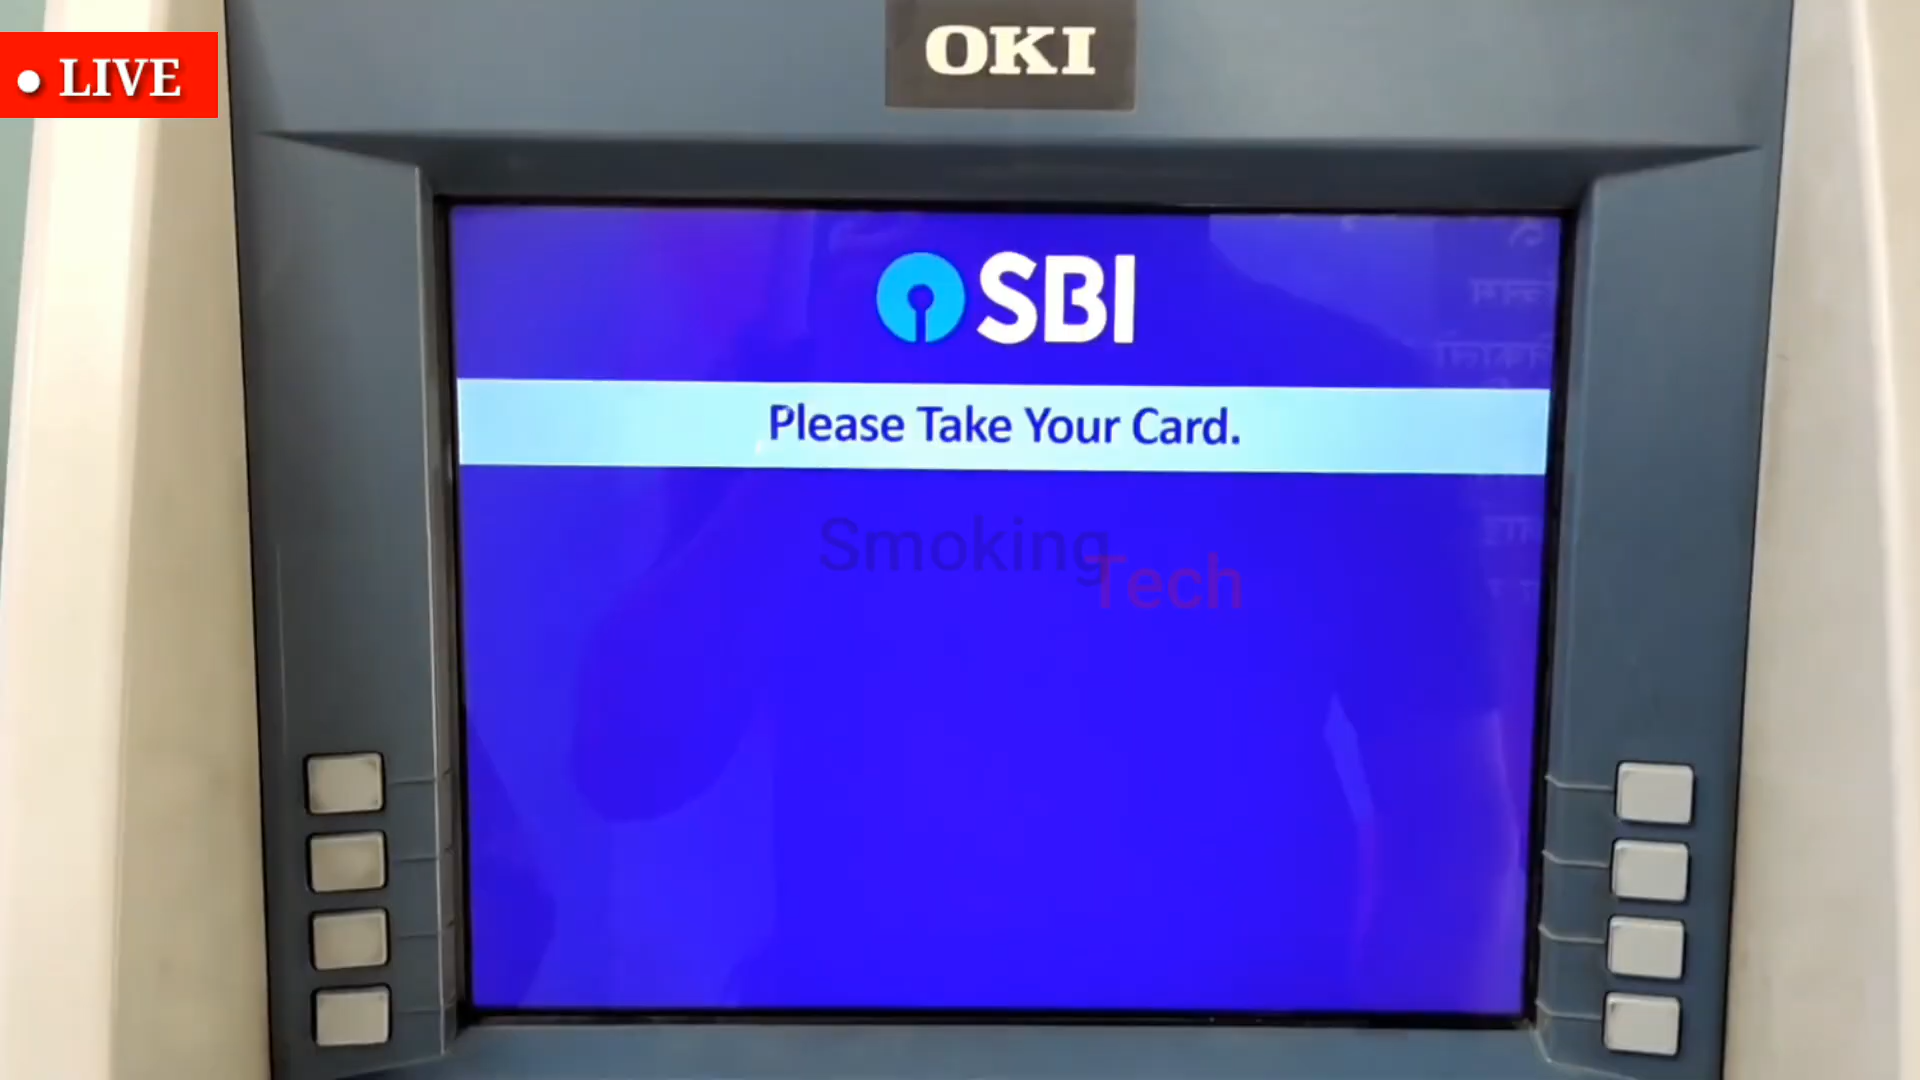 OKI
• LIVE
SBI
Please Take Your Card.
Smoking
Tech